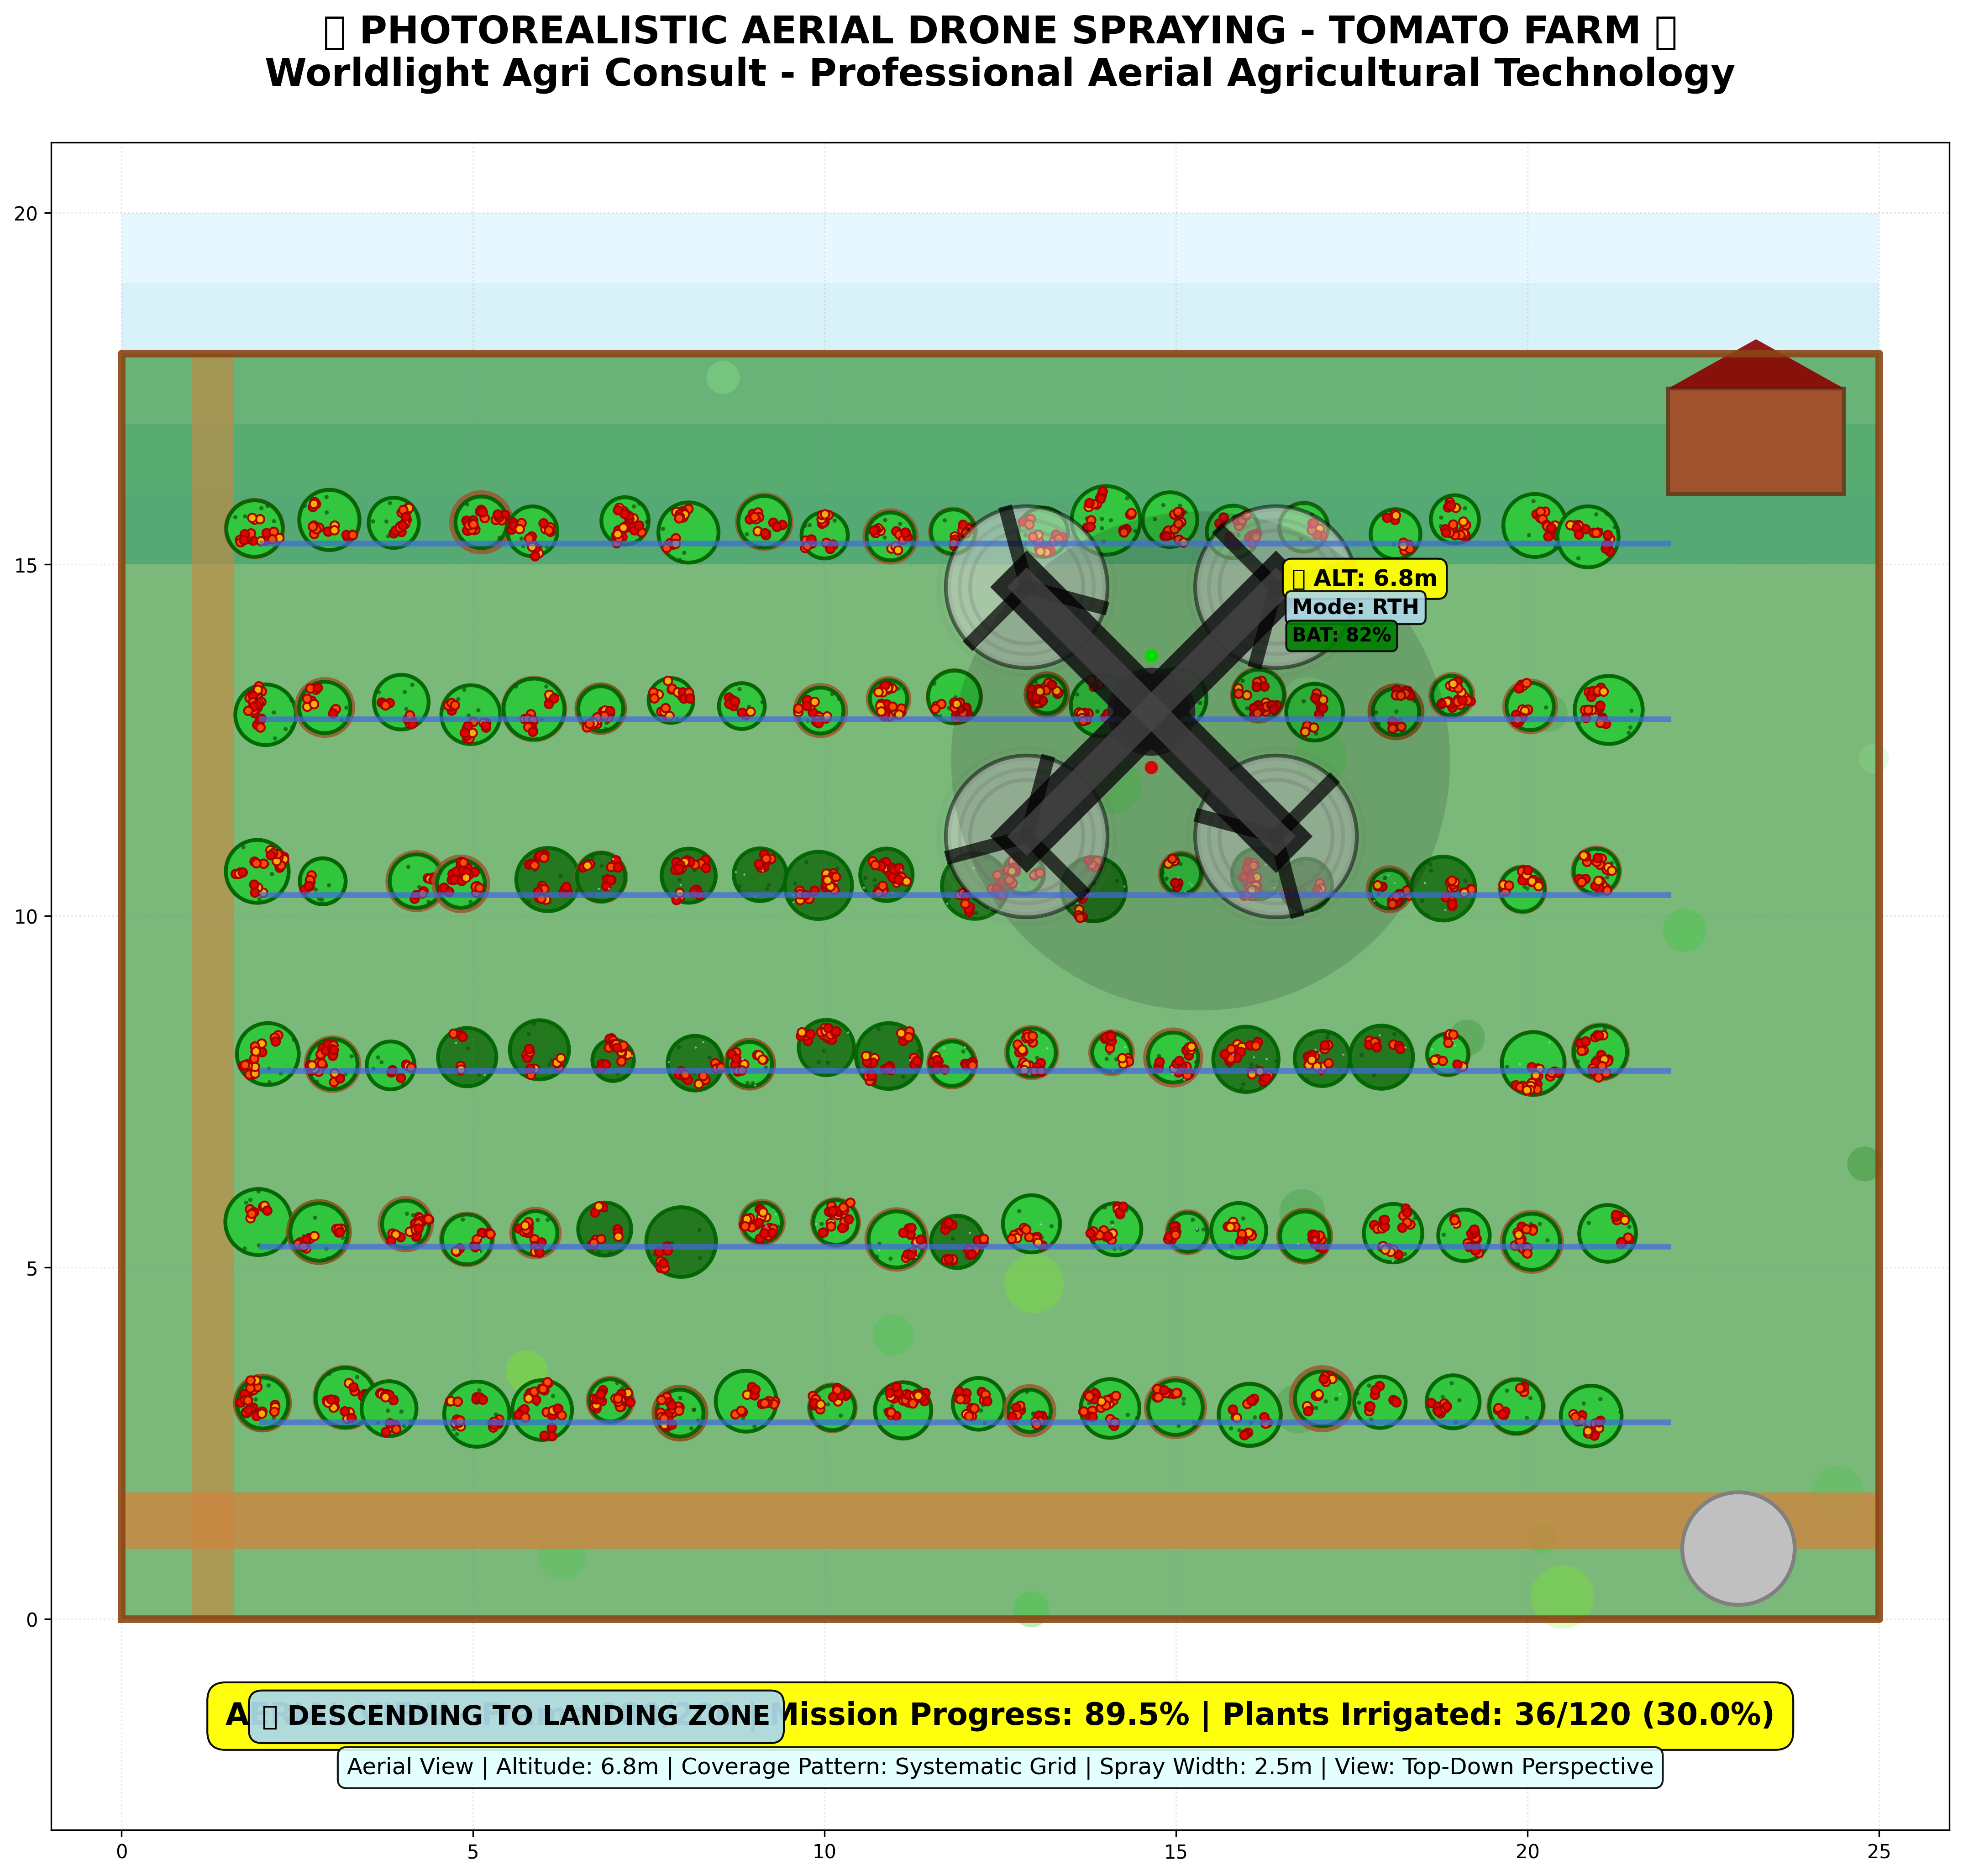 PHOTOREALISTIC AERIAL DRONE SPRAYING - TOMATO FARM
Worldlight Agri Consult - Professional Aerial Agricultural Technology
20
15
10
5
0
ALT: 6.8m
Mode: RTH
BAT: 82%
DESCENDING TO LANDING ZONE
Mission Progress: 89.5% | Plants Irrigated: 36/120 (30.0%)
Aerial View | Altitude: 6.8m | Coverage Pattern: Systematic Grid | Spray Width: 2.5m | View: Top-Down Perspective
0
5
10
15
20
25